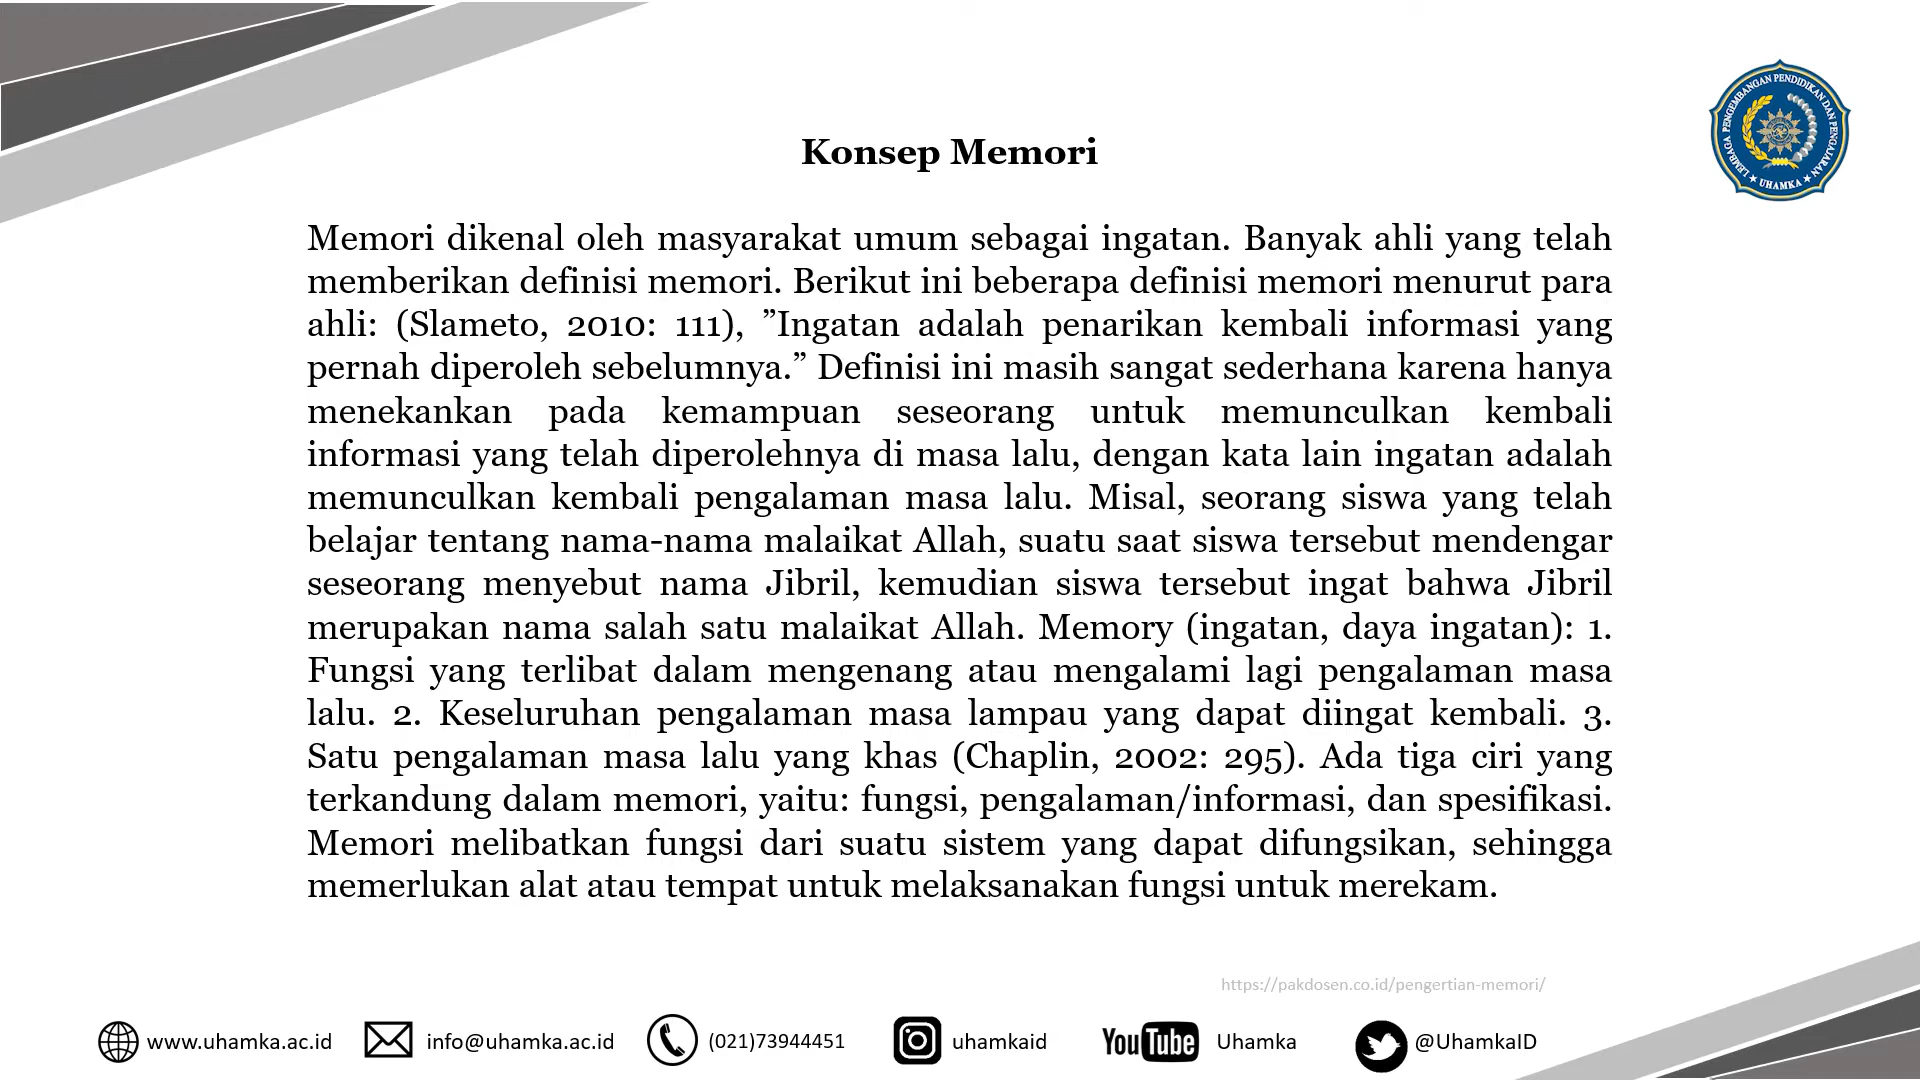 LEMBAGA PENGEMBANGAN PENDIDIKAN DAN PENGAJARAN
UHAMKA
Konsep Memori
Memori dikenal oleh masyarakat umum sebagai ingatan. Banyak ahli yang telah
memberikan definisi memori. Berikut ini beberapa definisi memori menurut para
ahli: (Slameto, 2010: 111), ”Ingatan adalah penarikan kembali informasi yang
pernah diperoleh sebelumnya.” Definisi ini masih sangat sederhana karena hanya
menekankan pada kemampuan seseorang untuk memunculkan kembali
informasi yang telah diperolehnya di masa lalu, dengan kata lain ingatan adalah
memunculkan kembali pengalaman masa lalu. Misal, seorang siswa yang telah
belajar tentang nama-nama malaikat Allah, suatu saat siswa tersebut mendengar
seseorang menyebut nama Jibril, kemudian siswa tersebut ingat bahwa Jibril
merupakan nama salah satu malaikat Allah. Memory (ingatan, daya ingatan): 1.
Fungsi yang terlibat dalam mengenang atau mengalami lagi pengalaman masa
lalu. 2. Keseluruhan pengalaman masa lampau yang dapat diingat kembali. 3.
Satu pengalaman masa lalu yang khas (Chaplin, 2002: 295). Ada tiga ciri yang
terkandung dalam memori, yaitu: fungsi, pengalaman/informasi, dan spesifikasi.
Memori melibatkan fungsi dari suatu sistem yang dapat difungsikan, sehingga
memerlukan alat atau tempat untuk melaksanakan fungsi untuk merekam.
https://pakdosen.co.id/pengertian-memori/
www.uhamka.ac.id info@uhamka.ac.id (021)73944451 uhamkaid YouTube Uhamka @UhamkaID